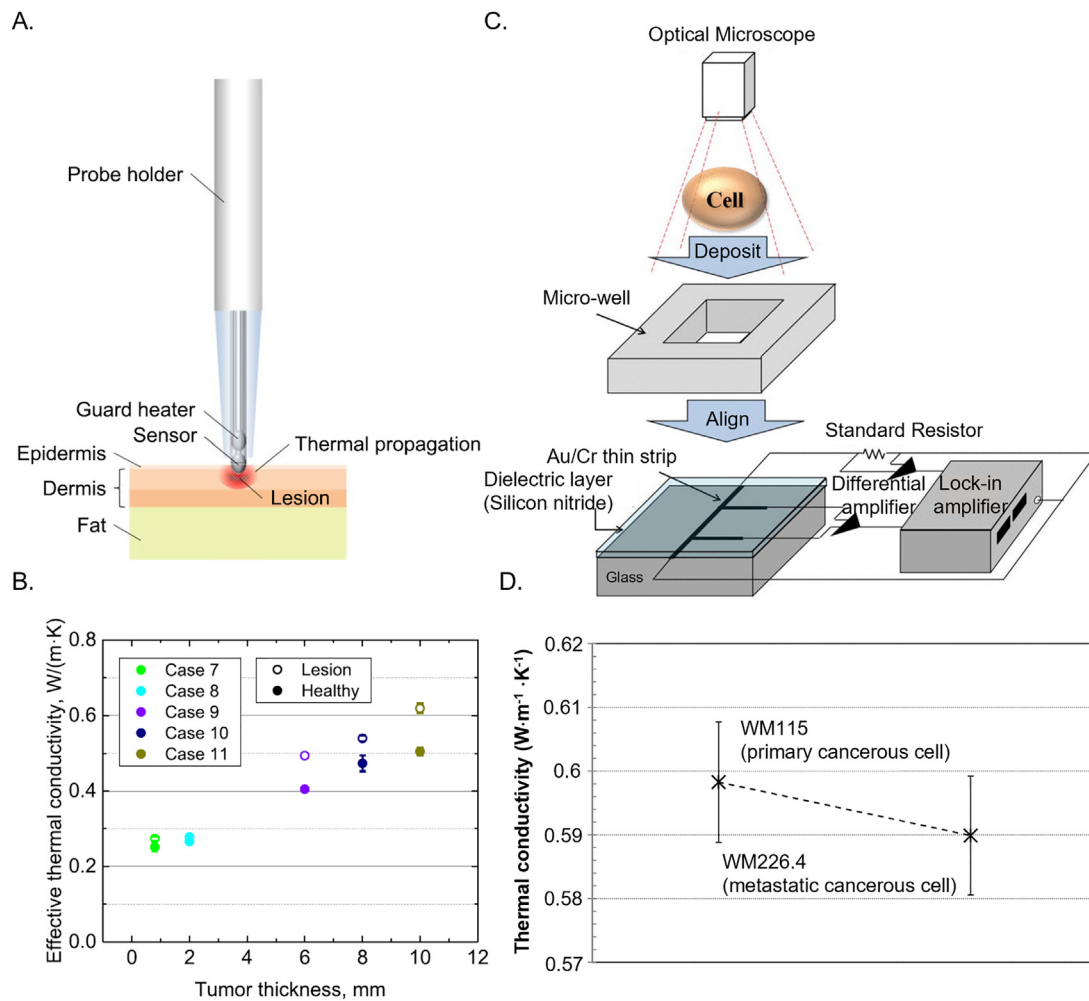 A.
Probe holder
Guard heater
Sensor
Thermal propagation
Epidermis
Dermis
Lesion
Fat
B.
Effective thermal conductivity, W/(m·K)
0.8
0.6
0.4
0.2
0.0
Case 7
Case 8
Case 9
Case 10
Case 11
Lesion
Healthy
0 2 4 6 8 10 12
Tumor thickness, mm
C.
Optical Microscope
Cell
Deposit
Micro-well
Align
Standard Resistor
Au/Cr thin strip
Dielectric layer
(Silicon nitride)
Differential
amplifier
Lock-in
amplifier
Glass
D.
Thermal conductivity (W·m⁻¹ ·K⁻¹)
0.62
0.61
0.6
0.59
0.58
0.57
WM115
(primary cancerous cell)
WM226.4
(metastatic cancerous cell)